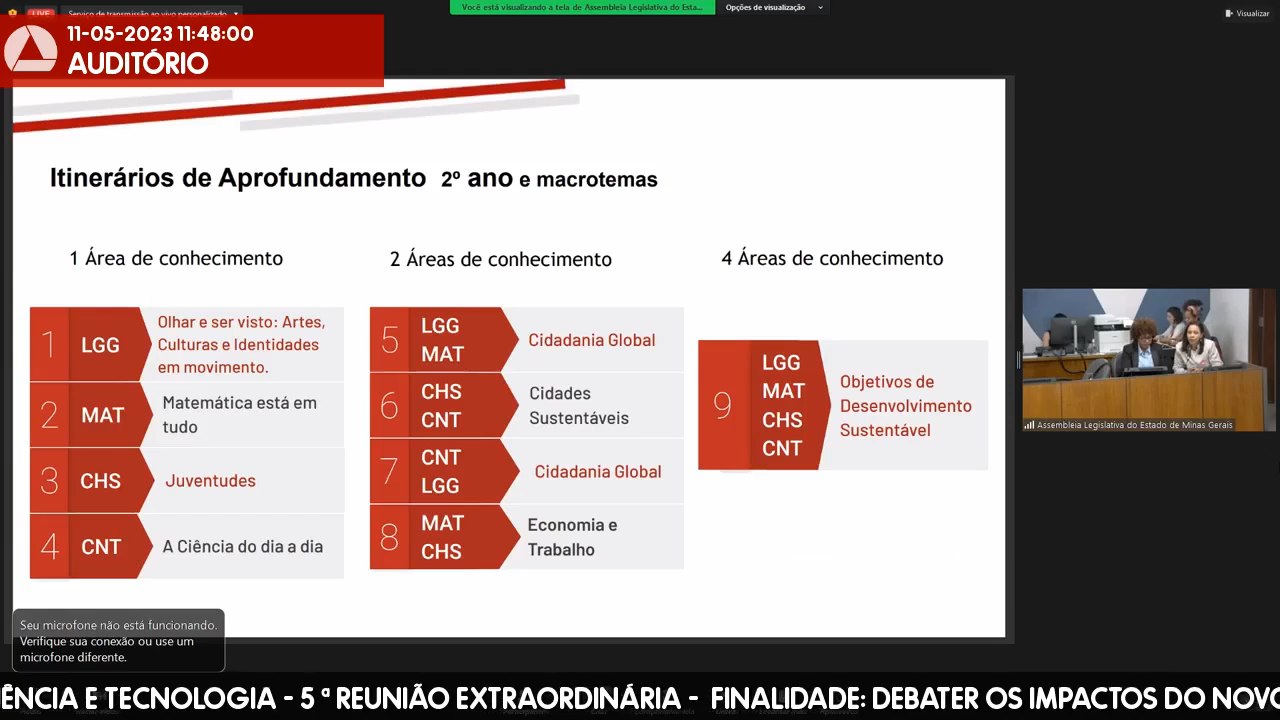 LIVE
Serviço de transmissão ao vivo personalizado
Você está visualizando a tela de Assembleia Legislativa do Esta...
Opções de visualização
Visualizar
11-05-2023 11:48:00
AUDITÓRIO
Itinerários de Aprofundamento 2º ano e macrotemas
1 Área de conhecimento
1
LGG
Olhar e ser visto: Artes,
Culturas e Identidades
em movimento.
2
MAT
Matemática está em
tudo
3
CHS
Juventudes
4
CNT
A Ciência do dia a dia
2 Áreas de conhecimento
5
LGG
MAT
Cidadania Global
6
CHS
CNT
Cidades
Sustentáveis
7
CNT
LGG
Cidadania Global
8
MAT
CHS
Economia e
Trabalho
4 Áreas de conhecimento
9
LGG
MAT
CHS
CNT
Objetivos de
Desenvolvimento
Sustentável
Assembleia Legislativa do Estado de Minas Gerais
Seu microfone não está funcionando.
Verifique sua conexão ou use um
microfone diferente.
ÊNCIA E TECNOLOGIA - 5 ª REUNIÃO EXTRAORDINÁRIA - FINALIDADE: DEBATER OS IMPACTOS DO NOVO